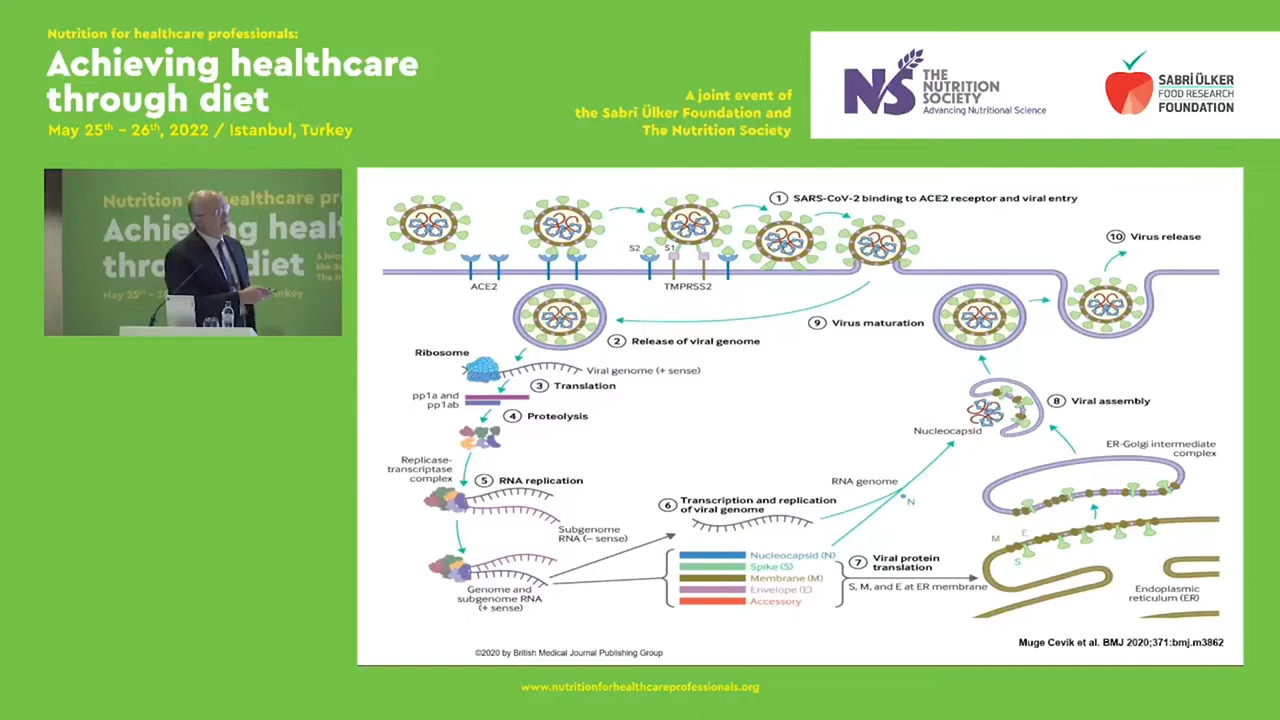 Nutrition for healthcare professionals:
Achieving healthcare
through diet
May 25th - 26th, 2022 / Istanbul, Turkey
A joint event of
the Sabri Ülker Foundation and
The Nutrition Society
NS
THE
NUTRITION
SOCIETY
Advancing Nutritional Science
SABRİ ÜLKER
FOOD RESEARCH
FOUNDATION
Nutrition for healthcare pr
Achieving heal
through diet
May 25th - 26
Turkey
1 SARS-CoV-2 binding to ACE2 receptor and viral entry
10 Virus release
S2
S1
ACE2
TMPRSS2
9 Virus maturation
2 Release of viral genome
Ribosome
Viral genome (+ sense)
3 Translation
pp1a and
pp1ab
4 Proteolysis
8 Viral assembly
Nucleocapsid
ER-Golgi intermediate
complex
Replicase-
transcriptase
complex
5 RNA replication
RNA genome
N
6 Transcription and replication
of viral genome
Subgenome
RNA (– sense)
M
E
S
Nucleocapsid (N)
Spike (S)
Membrane (M)
Envelope (E)
Accessory
7 Viral protein
translation
S, M, and E at ER membrane
Genome and
subgenome RNA
(+ sense)
Endoplasmic
reticulum (ER)
Muge Cevik et al. BMJ 2020;371:bmj.m3862
©2020 by British Medical Journal Publishing Group
www.nutritionforhealthcareprofessionals.org